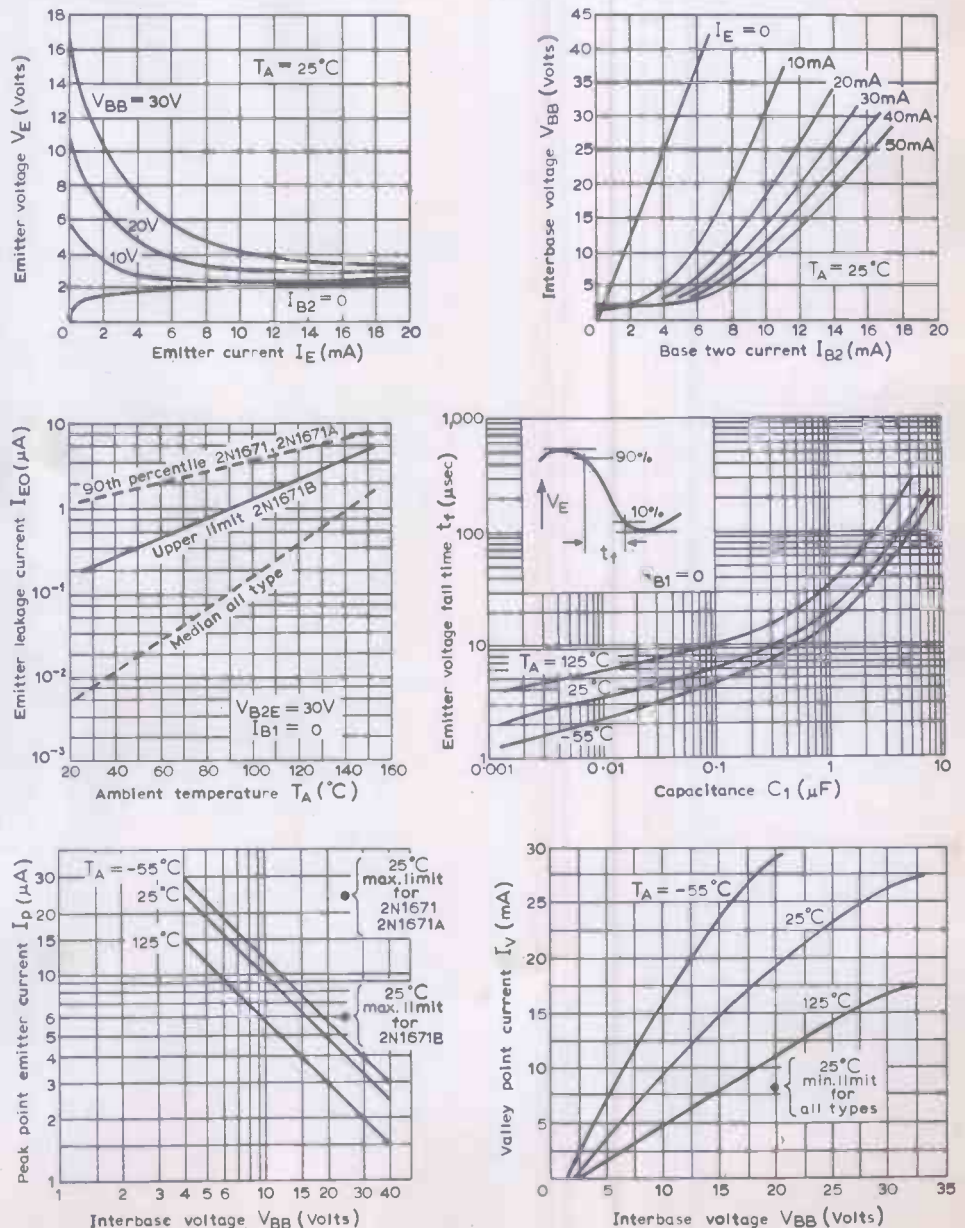 18
16
14
12
10
8
6
4
2
0
Emitter voltage V_E (Volts)
V_BB = 30V
T_A = 25°C
20V
10V
I_B2 = 0
0 2 4 6 8 10 12 14 16 18 20
Emitter current I_E (mA)
45
40
35
30
25
20
15
10
5
Interbase voltage V_BB (Volts)
I_E = 0
10mA
20mA
30mA
40mA
50mA
T_A = 25°C
0 2 4 6 8 10 12 14 16 18 20
Base two current I_B2 (mA)
10
1
10⁻¹
10⁻²
10⁻³
Emitter leakage current I_EO (μA)
90th percentile 2N1671, 2N1671A
Upper limit 2N1671B
Median all type
V_B2E = 30V
I_B1 = 0
20 40 60 80 100 120 140 160
Ambient temperature T_A (°C)
1,000
100
10
1
Emitter voltage fall time t_f (μsec)
90%
V_E
10%
t_f
B1 = 0
T_A = 125°C
25°C
-55°C
0·001 0·01 0·1 1 10
Capacitance C_1 (μF)
30
20
15
10
8
6
4
3
2
1
Peak point emitter current I_p (μA)
T_A = -55°C
25°C
125°C
25°C
max. limit
for
2N1671
2N1671A
25°C
max. limit
for
2N1671B
1 2 3 4 5 6 10 20 30 40
Interbase voltage V_BB (Volts)
30
25
20
15
10
5
Valley point current I_V (mA)
T_A = -55°C
25°C
125°C
25°C
min. limit
for
all types
0 5 10 15 20 25 30 35
Interbase voltage V_BB (Volts)